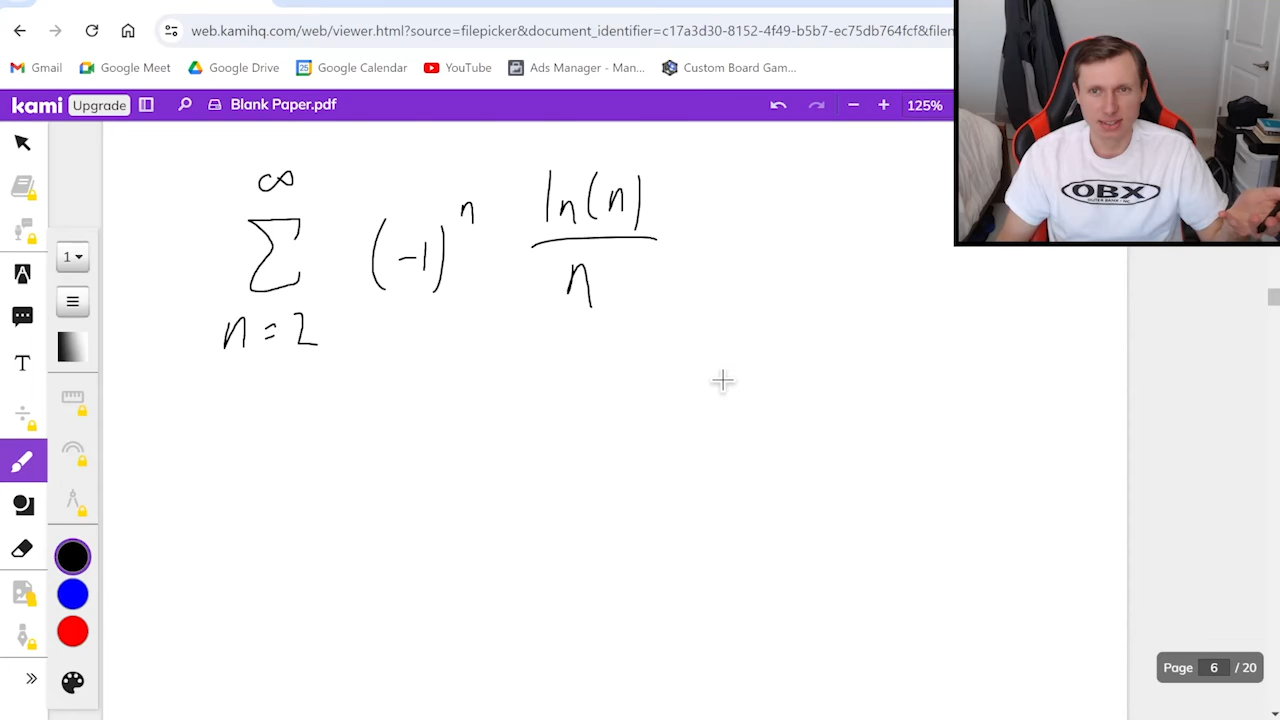 web.kamihq.com/web/viewer.html?source=filepicker&document_identifier=c17a3d30-8152-4f49-b5b7-ec75db764fcf&filen
Gmail Google Meet Google Drive 25 Google Calendar YouTube Ads Manager - Man... Custom Board Gam...
kami Upgrade Blank Paper.pdf 125%
OBX
∞
∑ (-1)^n ln(n)/n
n = 2
1
T
Page 6 / 20